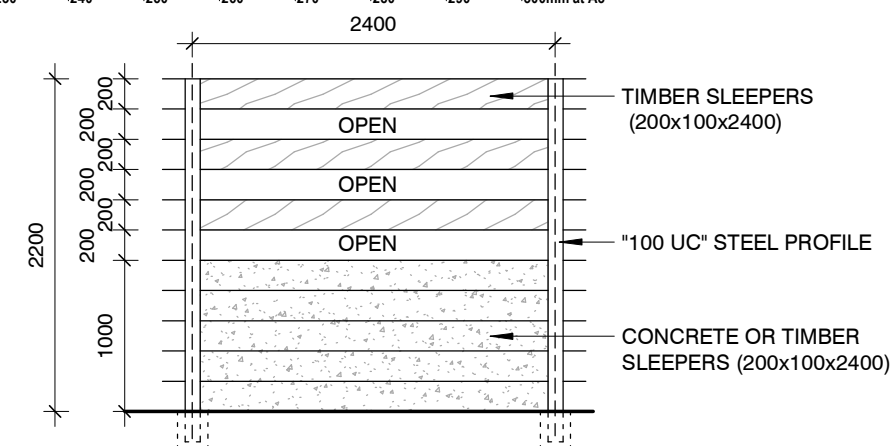 2400
200
TIMBER SLEEPERS
(200x100x2400)
200
OPEN
200
200
OPEN
200
2200
200
OPEN
"100 UC" STEEL PROFILE
1000
CONCRETE OR TIMBER
SLEEPERS (200x100x2400)